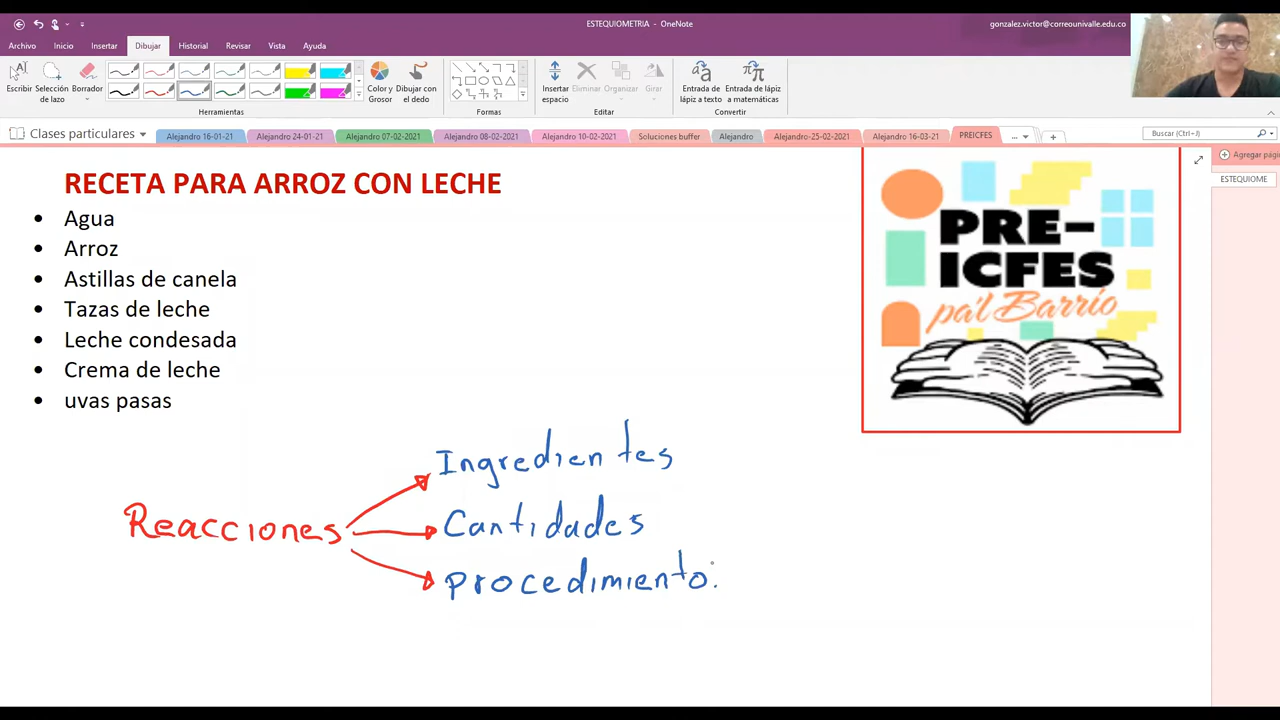 ESTEQUIOMETRIA - OneNote
gonzalez.victor@correounivalle.edu.co
Archivo Inicio Insertar Dibujar Historial Revisar Vista Ayuda
Escribir Selección de lazo Borrador Color y Grosor Dibujar con el dedo Insertar espacio Eliminar Organizar Girar Entrada de lápiz a texto Entrada de lápiz a matemáticas
Herramientas Formas Editar Convertir
Clases particulares Alejandro 16-01-21 Alejandro 24-01-21 Alejandro 07-02-2021 Alejandro 08-02-2021 Alejandro 10-02-2021 Soluciones buffer Alejandro Alejandro-25-02-2021 Alejandro 16-03-21 PREICFES ... Buscar (Ctrl+J)
Agregar pági
ESTEQUIOME
RECETA PARA ARROZ CON LECHE
• Agua
• Arroz
• Astillas de canela
• Tazas de leche
• Leche condesada
• Crema de leche
• uvas pasas
PRE-
ICFES
pa'l Barrio
Reacciones
Ingredientes
Cantidades
procedimiento.